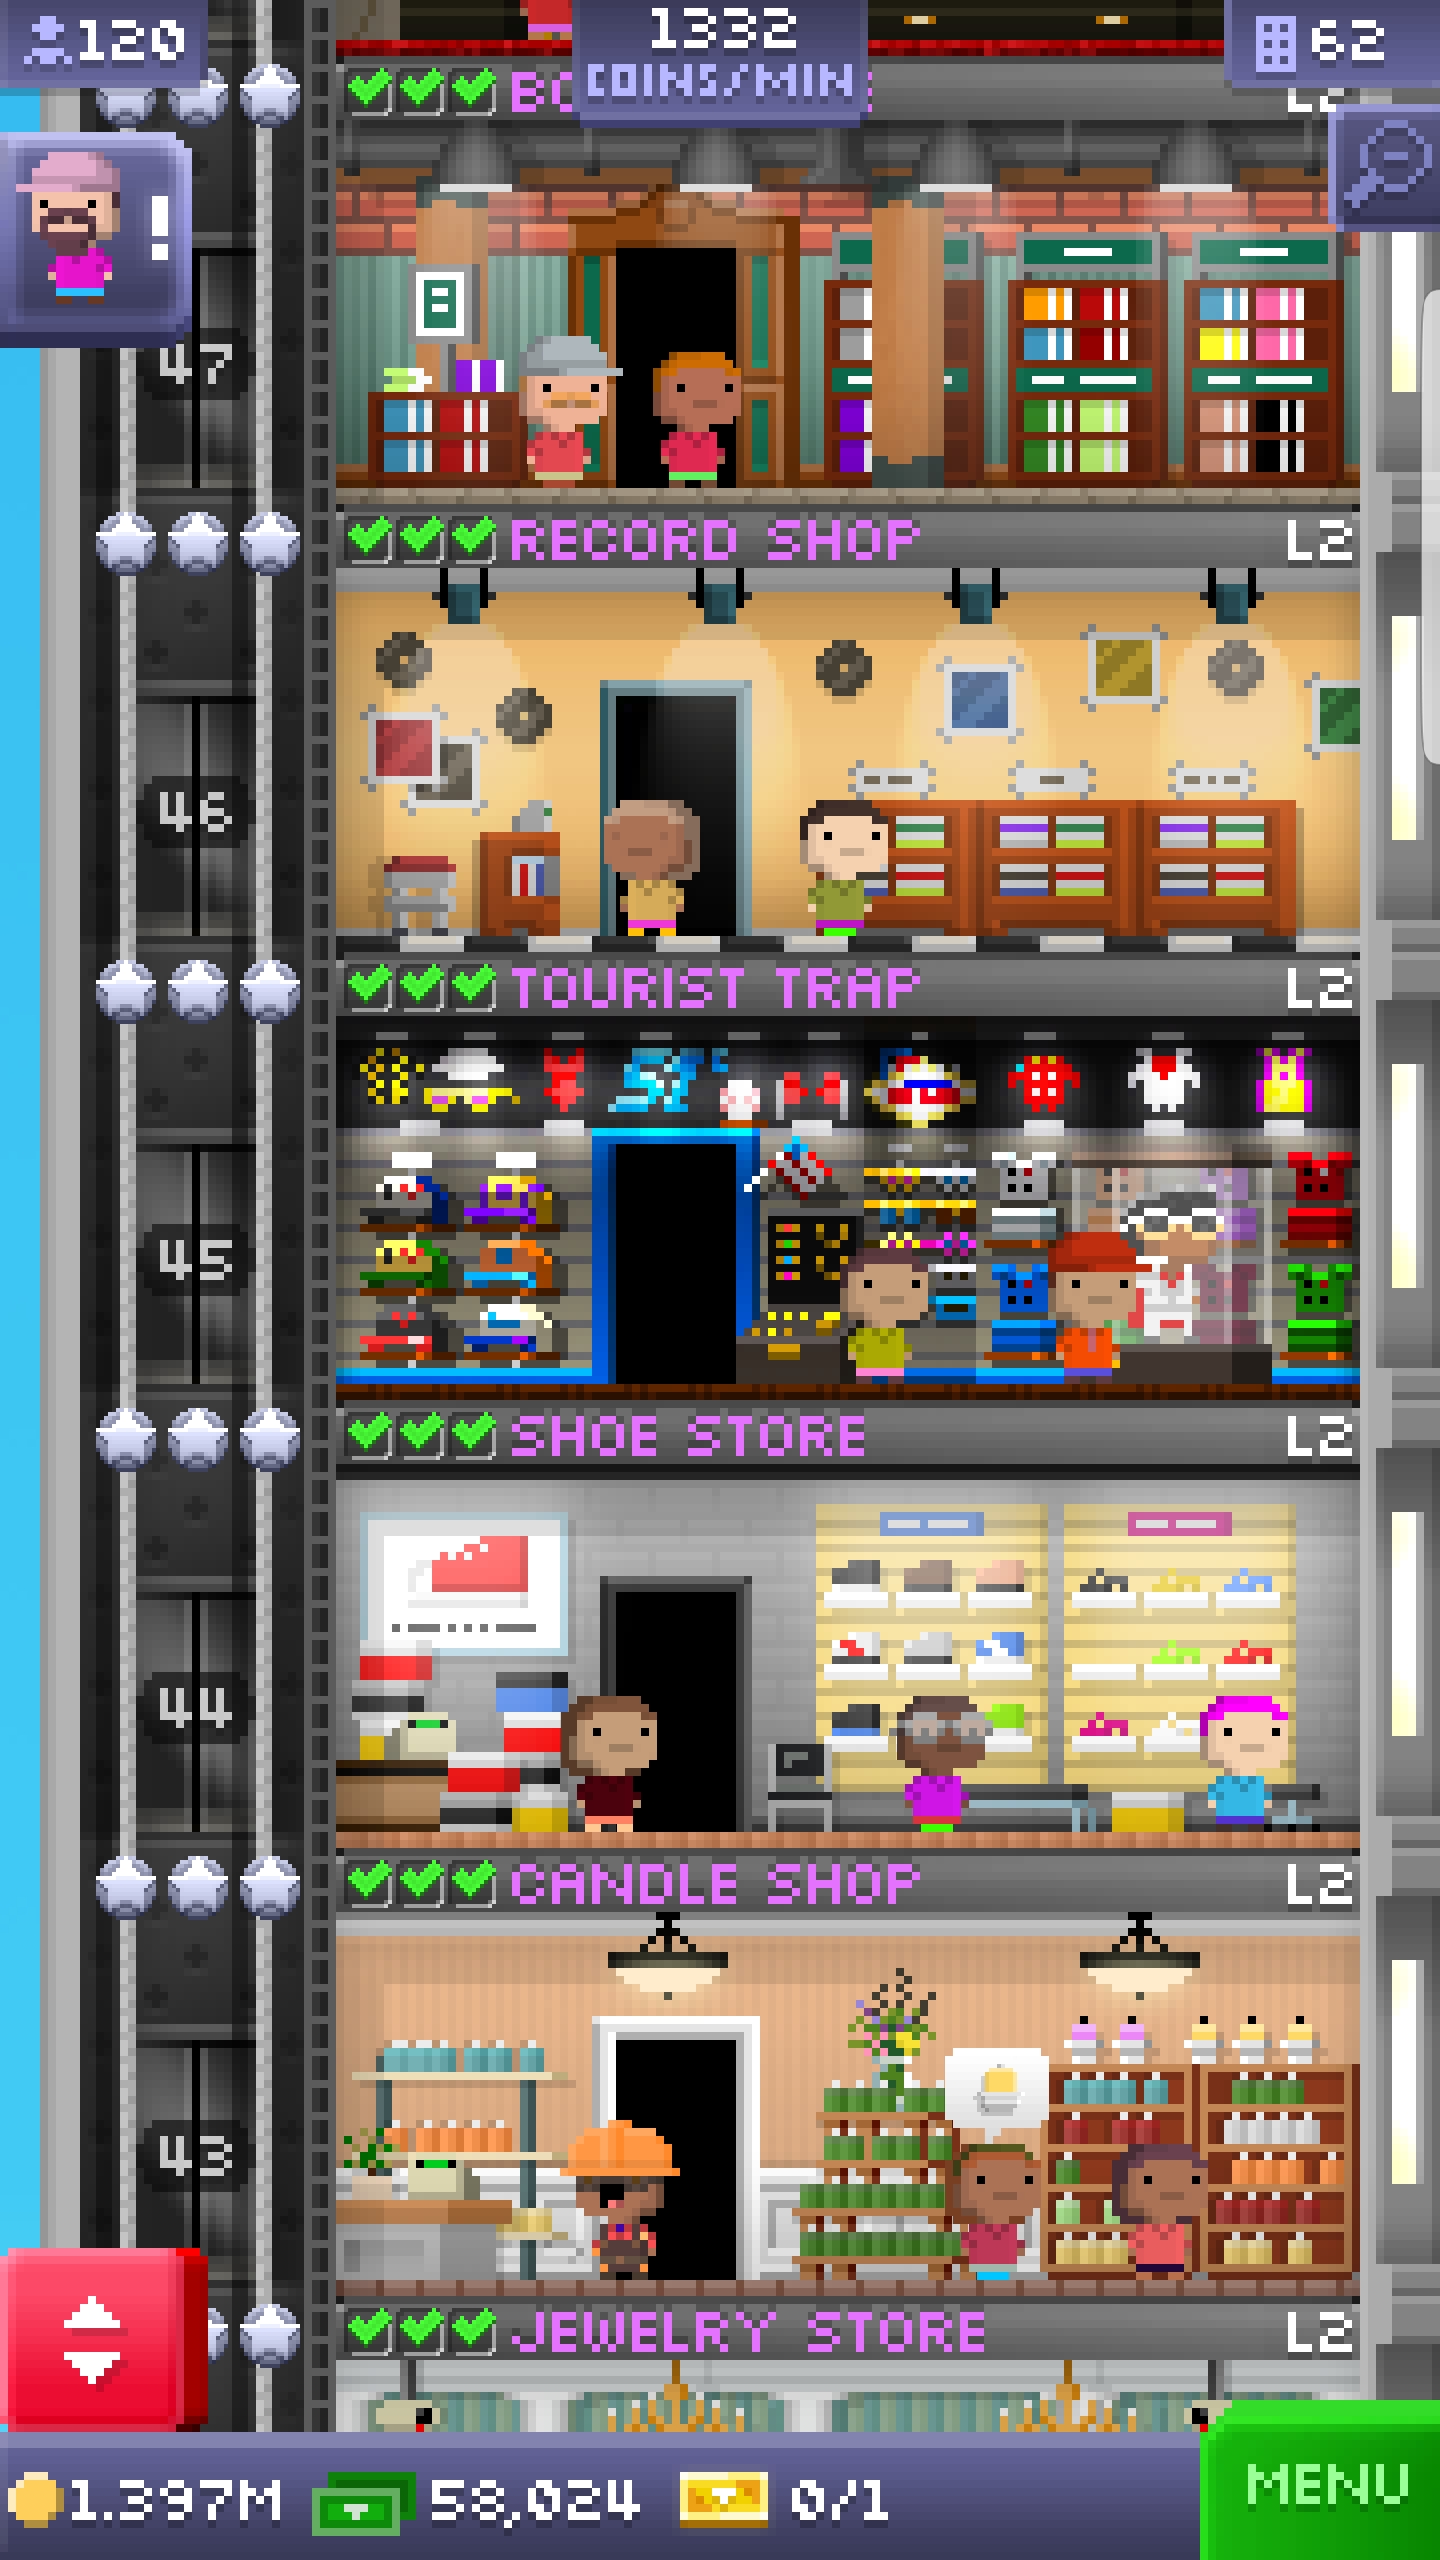 120
1332
COINS/MIN
62
BO
L2
!
47
RECORD SHOP
L2
46
TOURIST TRAP
L2
45
SHOE STORE
L2
44
CANDLE SHOP
L2
43
JEWELRY STORE
L2
1.397M
58,024
0/1
MENU